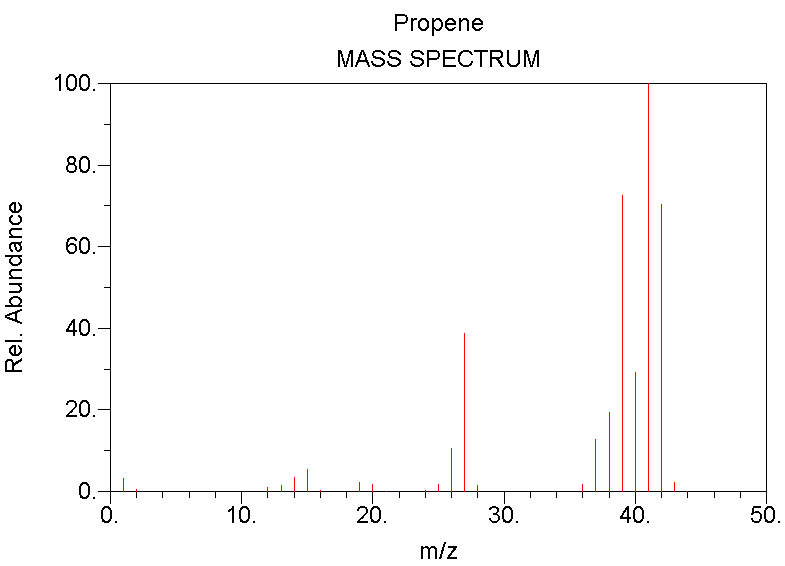 Propene
MASS SPECTRUM
100.
80.
60.
40.
20.
0.
Rel. Abundance
0. 10. 20. 30. 40. 50.
m/z